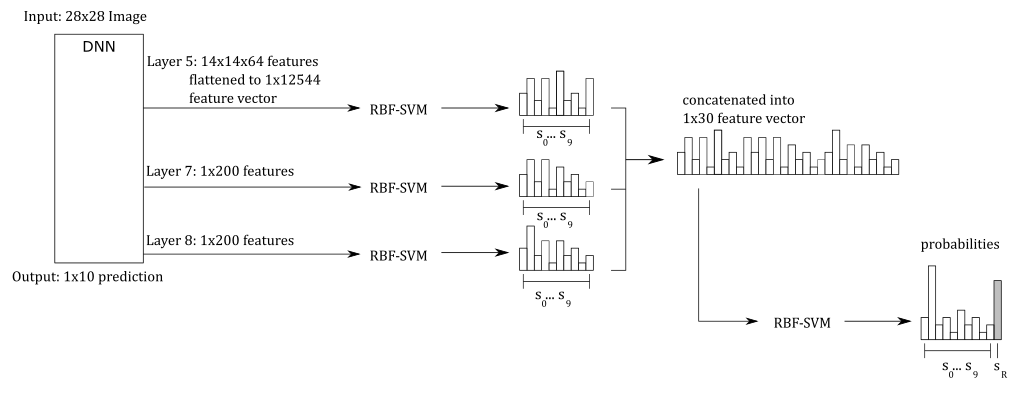 Input: 28x28 Image
DNN
Layer 5: 14x14x64 features
flattened to 1x12544
feature vector
RBF-SVM
s0... s9
concatenated into
1x30 feature vector
Layer 7: 1x200 features
RBF-SVM
s0... s9
Layer 8: 1x200 features
RBF-SVM
s0... s9
Output: 1x10 prediction
probabilities
RBF-SVM
s0... s9 sR